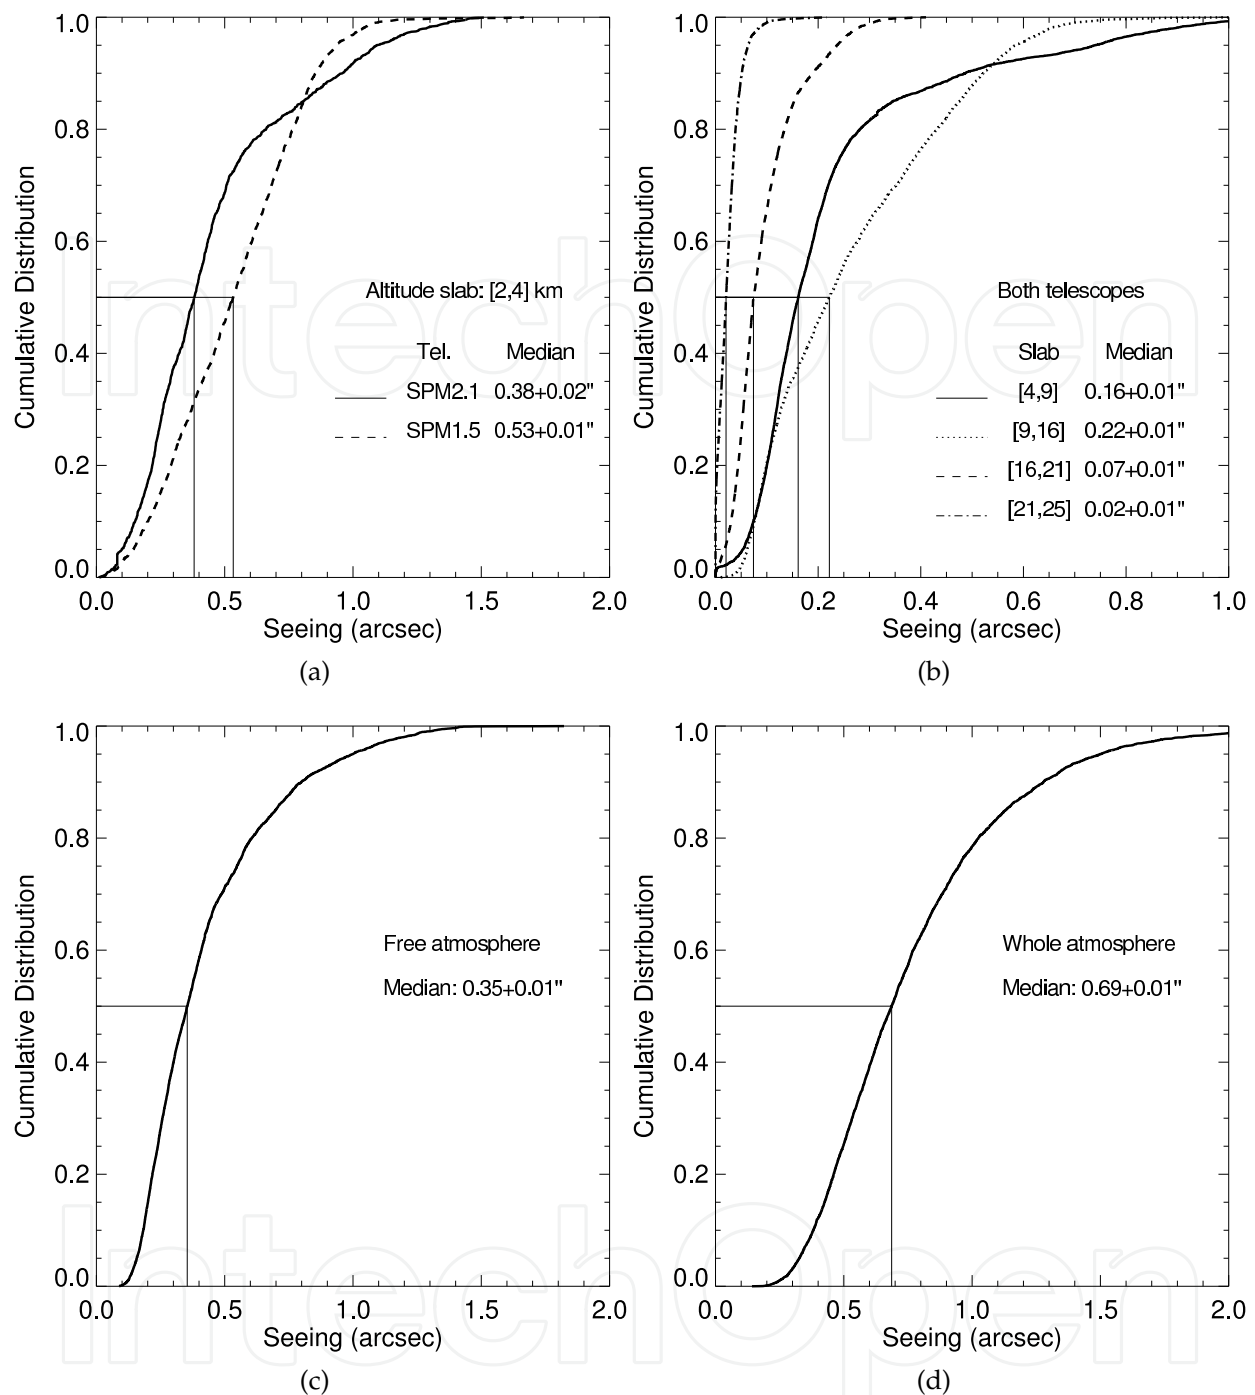 1.0
0.8
0.6
0.4
0.2
0.0
Cumulative Distribution
Altitude slab: [2,4] km
Tel. Median
SPM2.1 0.38+0.02"
SPM1.5 0.53+0.01"
0.0 0.5 1.0 1.5 2.0
Seeing (arcsec)
(a)
1.0
0.8
0.6
0.4
0.2
0.0
Cumulative Distribution
Both telescopes
Slab Median
[4,9] 0.16+0.01"
[9,16] 0.22+0.01"
[16,21] 0.07+0.01"
[21,25] 0.02+0.01"
0.0 0.2 0.4 0.6 0.8 1.0
Seeing (arcsec)
(b)
IntechOpen
1.0
0.8
0.6
0.4
0.2
0.0
Cumulative Distribution
Free atmosphere
Median: 0.35+0.01"
0.0 0.5 1.0 1.5 2.0
Seeing (arcsec)
(c)
1.0
0.8
0.6
0.4
0.2
0.0
Cumulative Distribution
Whole atmosphere
Median: 0.69+0.01"
0.0 0.5 1.0 1.5 2.0
Seeing (arcsec)
(d)
IntechOpen